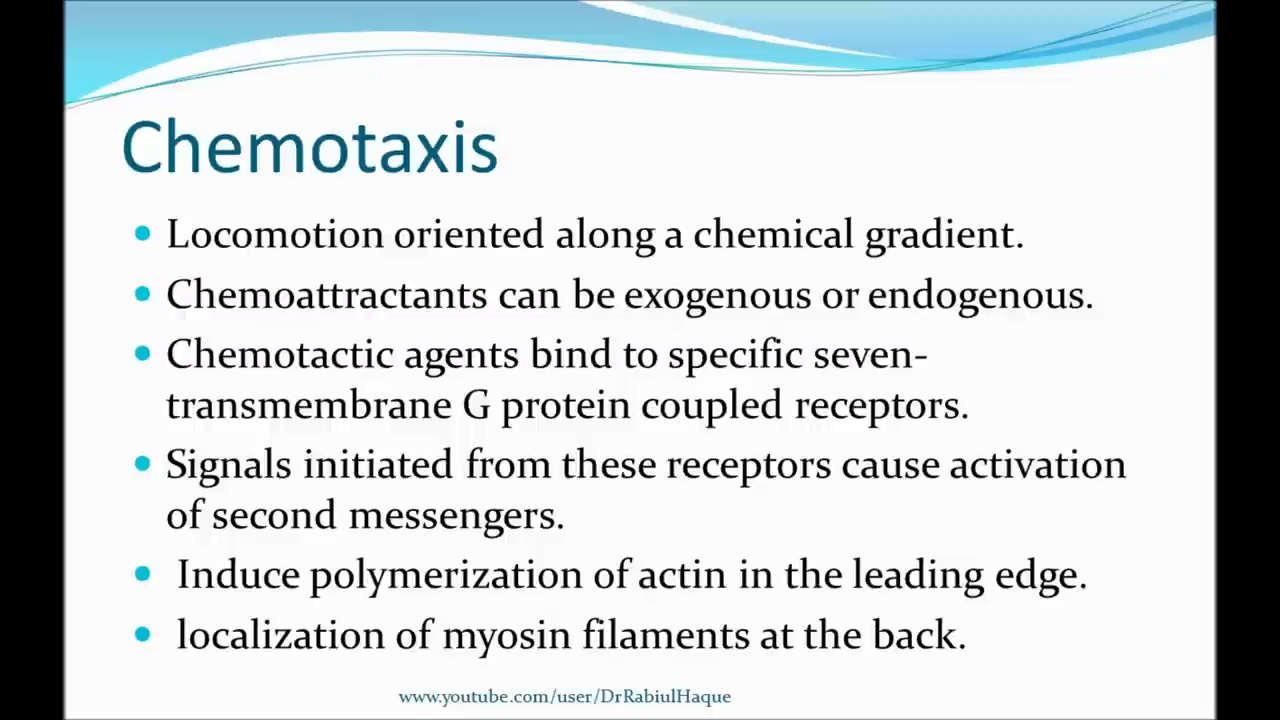 Chemotaxis
• Locomotion oriented along a chemical gradient.
• Chemoattractants can be exogenous or endogenous.
• Chemotactic agents bind to specific seven-
transmembrane G protein coupled receptors.
• Signals initiated from these receptors cause activation
of second messengers.
• Induce polymerization of actin in the leading edge.
• localization of myosin filaments at the back.
www.youtube.com/user/DrRabiulHaque